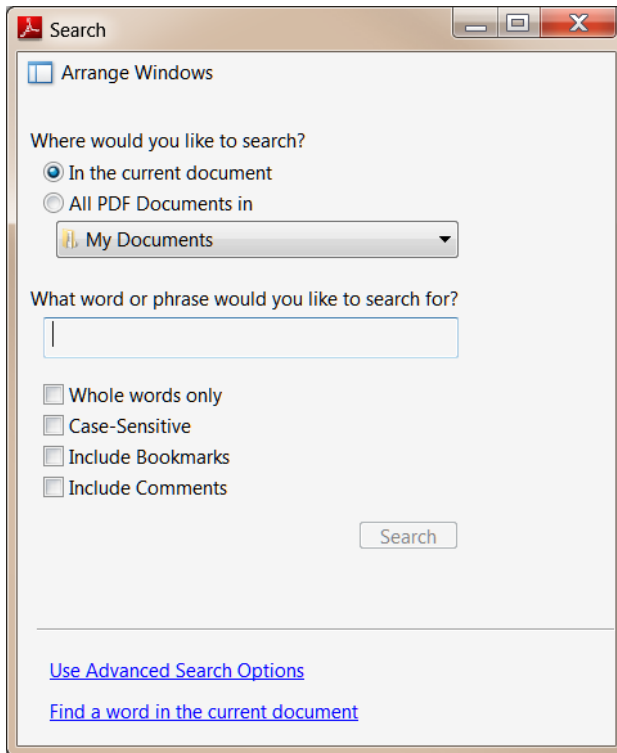 Search
Arrange Windows
Where would you like to search?
In the current document
All PDF Documents in
My Documents
What word or phrase would you like to search for?
Whole words only
Case-Sensitive
Include Bookmarks
Include Comments
Search
Use Advanced Search Options
Find a word in the current document